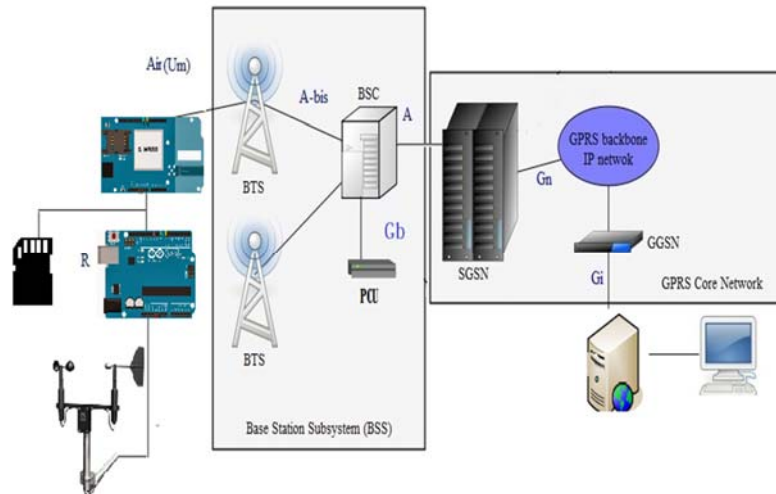 Air (Um)
A-bis
BSC
A
BTS
SGSN
Gn
GPRS backbone
IP netwok
GGSN
Gi
GPRS Core Network
R
Gb
PCU
BTS
Base Station Subsystem (BSS)